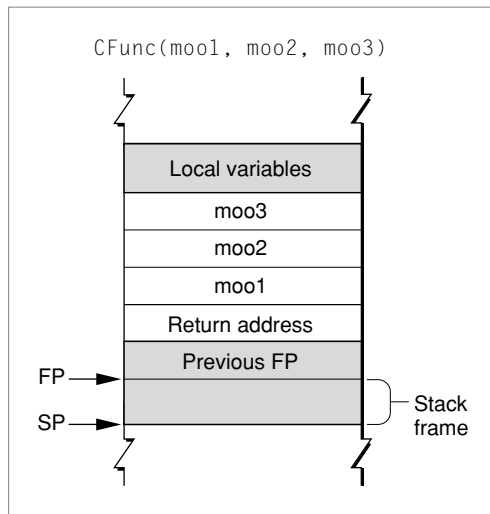 CFunc(moo1, moo2, moo3)
Local variables
moo3
moo2
moo1
Return address
Previous FP
FP
SP
Stack
frame